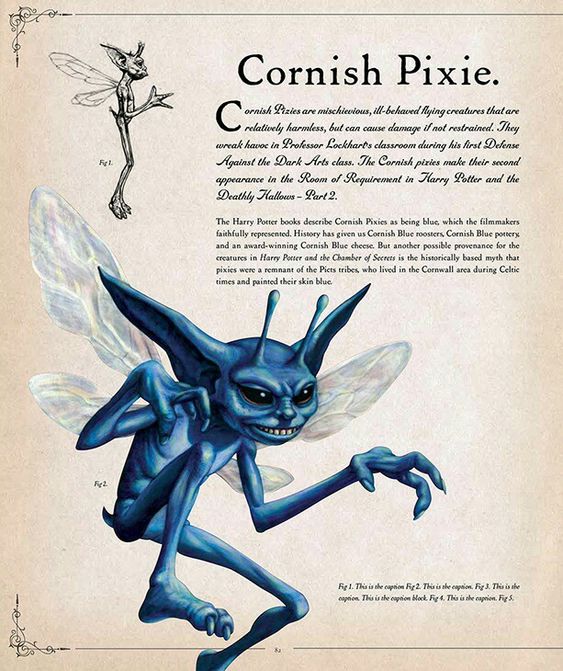 Cornish Pixie.
Cornish Pixies are mischievious, ill-behaved flying creatures that are
relatively harmless, but can cause damage if not restrained. They
wreak havoc in Professor Lockhart's classroom during his first Defense
Against the Dark Arts class. The Cornish pixies make their second
appearance in the Room of Requirement in Harry Potter and the
Deathly Hallows – Part 2.
Fig 1.
The Harry Potter books describe Cornish Pixies as being blue, which the filmmakers
faithfully represented. History has given us Cornish Blue roosters, Cornish Blue pottery,
and an award-winning Cornish Blue cheese. But another possible provenance for the
creatures in Harry Potter and the Chamber of Secrets is the historically based myth that
pixies were a remnant of the Picts tribes, who lived in the Cornwall area during Celtic
times and painted their skin blue.
Fig 2.
Fig 1. This is the caption Fig 2. This is the caption. Fig 3. This is the
caption. This is the caption block. Fig 4. This is the caption. Fig 5.
82